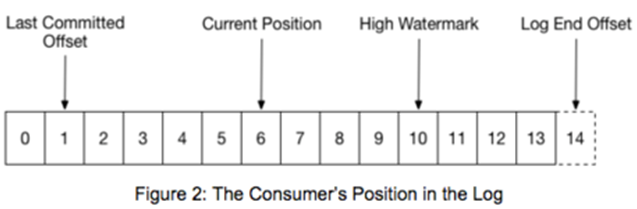 Last Committed Offset
Current Position
High Watermark
Log End Offset
0 1 2 3 4 5 6 7 8 9 10 11 12 13 14
Figure 2: The Consumer's Position in the Log